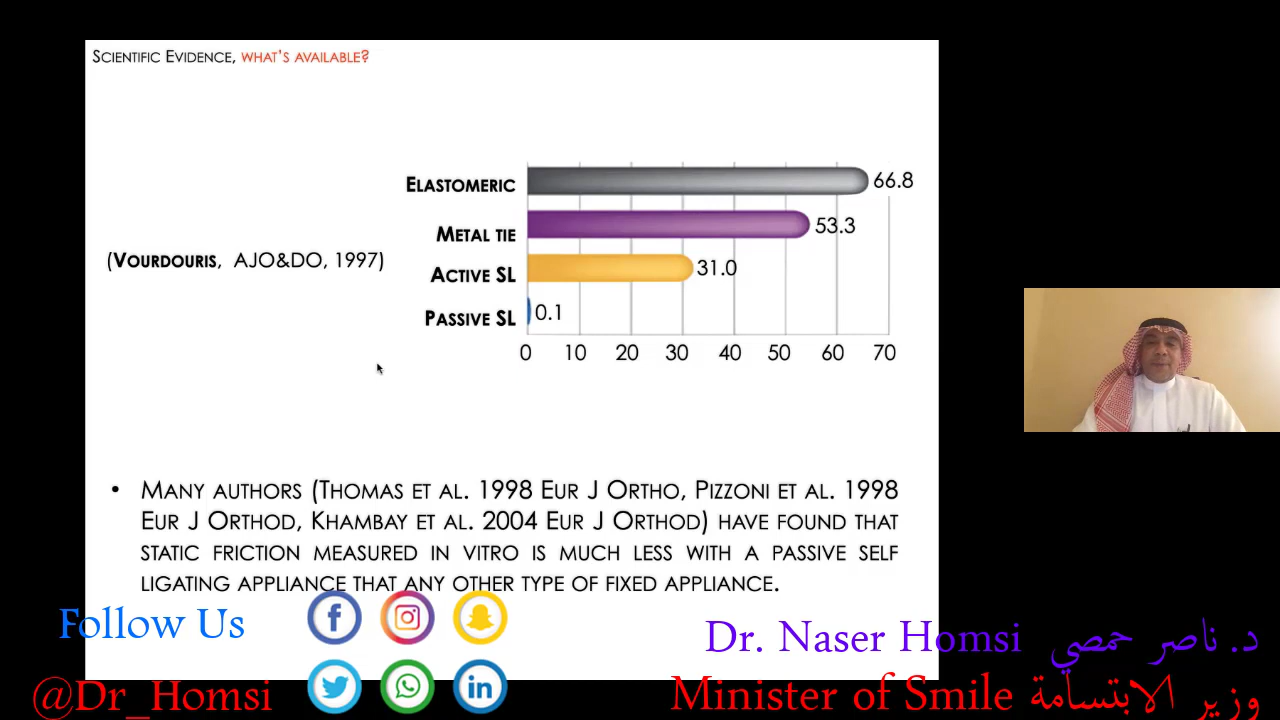 SCIENTIFIC EVIDENCE, WHAT'S AVAILABLE?
ELASTOMERIC 66.8
METAL TIE 53.3
(VOURDOURIS, AJO&DO, 1997)
ACTIVE SL 31.0
PASSIVE SL 0.1
0 10 20 30 40 50 60 70
• MANY AUTHORS (THOMAS ET AL. 1998 EUR J ORTHO, PIZZONI ET AL. 1998
EUR J ORTHOD, KHAMBAY ET AL. 2004 EUR J ORTHOD) HAVE FOUND THAT
STATIC FRICTION MEASURED IN VITRO IS MUCH LESS WITH A PASSIVE SELF
LIGATING APPLIANCE THAT ANY OTHER TYPE OF FIXED APPLIANCE.
Follow Us
@Dr_Homsi
Dr. Naser Homsi د. ناصر حمصي
Minister of Smile وزير الابتسامة